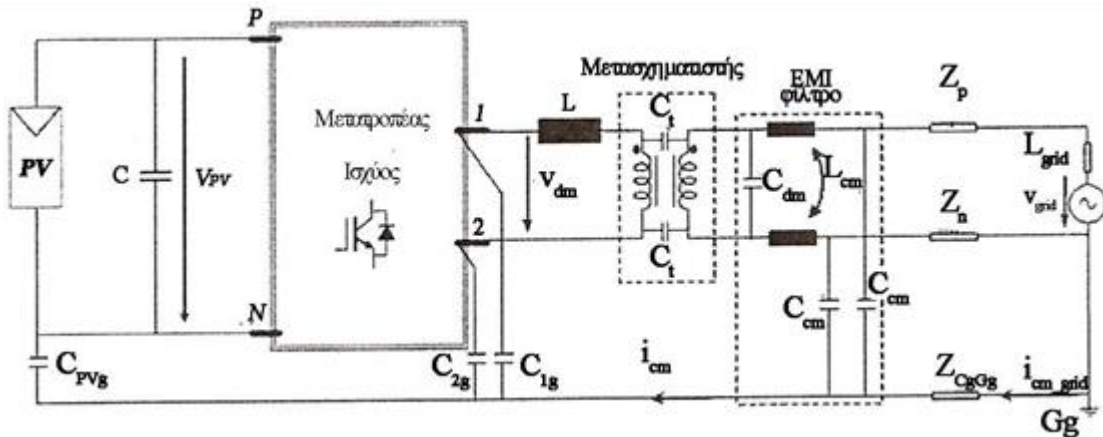 P
Μετασχηματιστής
EMI
φίλτρο
Z_p
1
L
C_t
Μετατροπέας
Ισχύος
PV
C
V_PV
v_dm
C_dm
L_cm
L_grid
v_grid
2
Z_n
C_t
N
C_cm
C_cm
C_PVg
C_2g
C_1g
i_cm
Z_CgGg
i_cm_grid
Gg